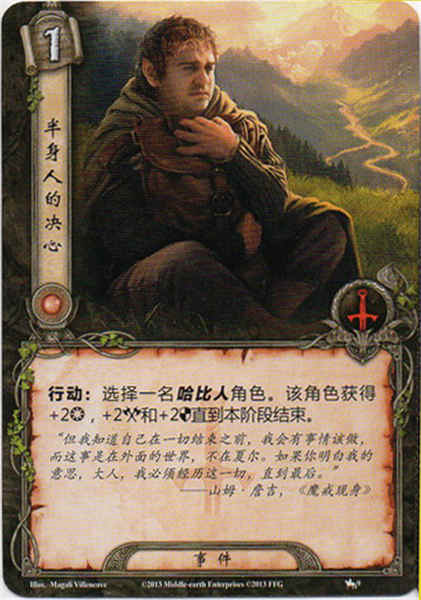 1
半身人的决心
行动：选择一名哈比人角色。该角色获得
+2，+2和+2直到本阶段结束。
“但我知道自己在一切结束之前，我会有事情该做，
而这事是在外面的世界，不在夏尔。如果你明白我的
意思，大人，我必须经历这一切，直到最后。”
——山姆·詹吉，《魔戒现身》
事件
Illus. Magali Villeneuve
©2013 Middle-earth Enterprises ©2013 FFG
9